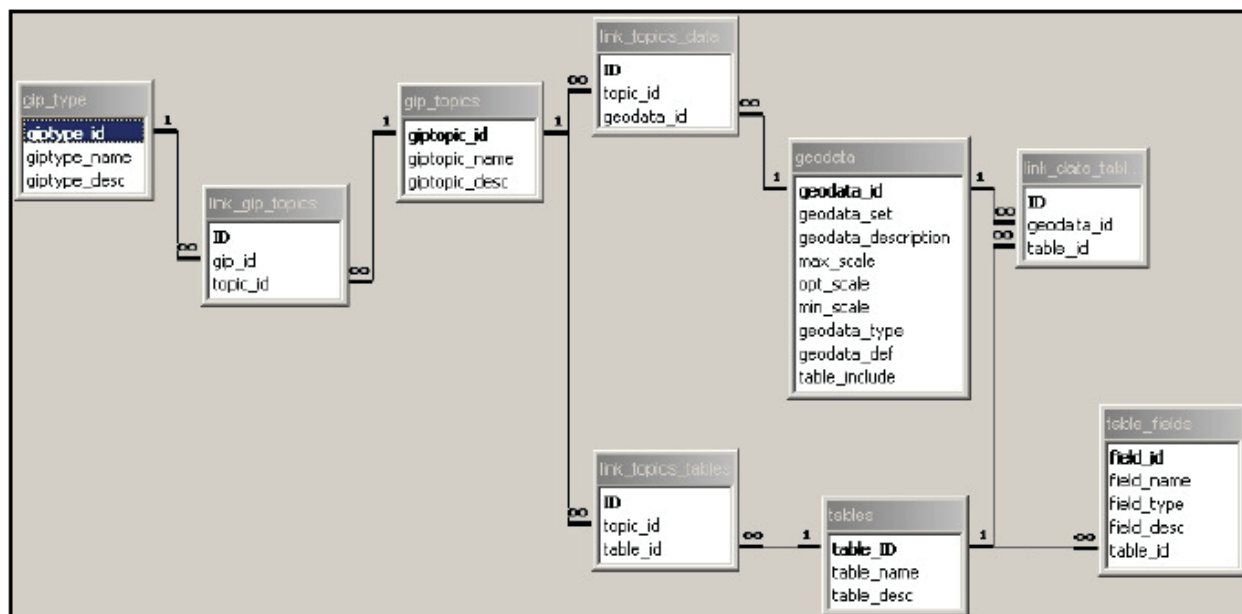 gip_type
giptype_id
giptype_name
giptype_desc
1
∞
link_gip_topics
ID
gip_id
topic_id
1
∞
gip_topics
giptopic_id
giptopic_name
giptopic_desc
1
∞
link_topics_data
ID
topic_id
geodata_id
∞
1
geodata
geodata_id
geodata_set
geodata_description
max_scale
opt_scale
min_scale
geodata_type
geodata_def
table_include
1
∞
∞
link_data_tabl...
ID
geodata_id
table_id
∞
link_topics_tables
ID
topic_id
table_id
∞
1
tables
table_ID
table_name
table_desc
1
∞
table_fields
field_id
field_name
field_type
field_desc
table_id